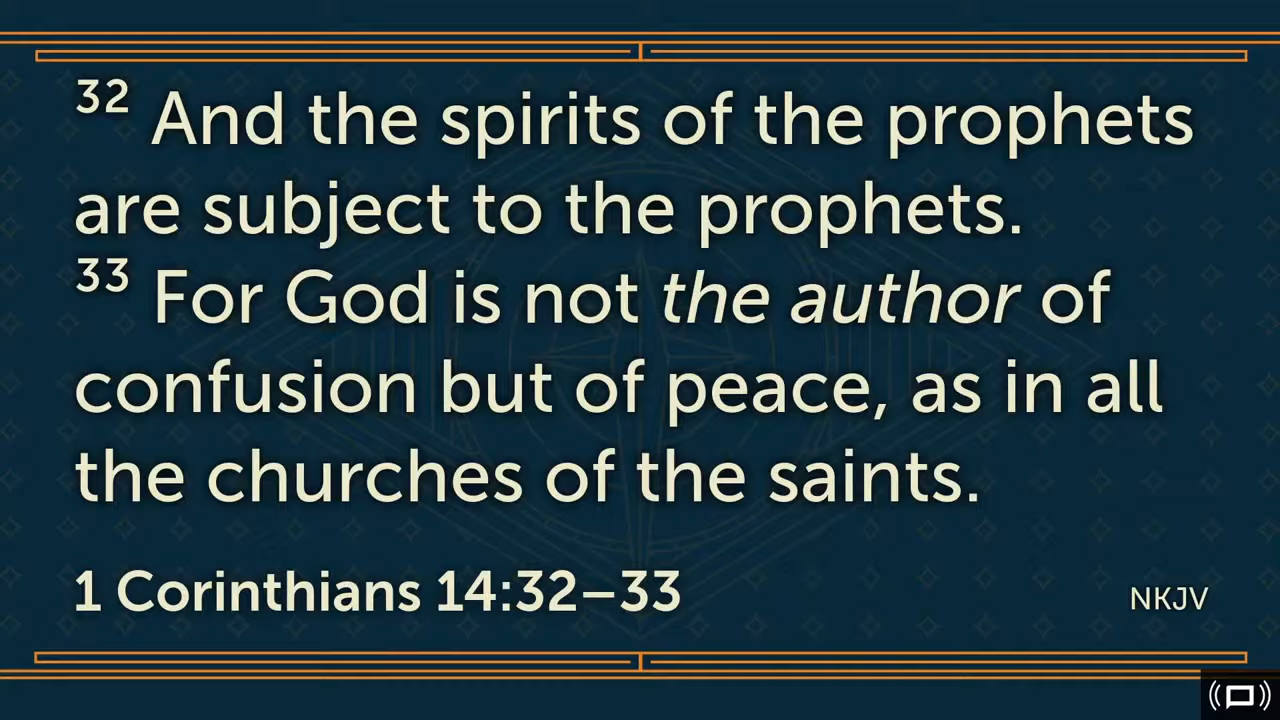 32 And the spirits of the prophets
are subject to the prophets.
33 For God is not the author of
confusion but of peace, as in all
the churches of the saints.
1 Corinthians 14:32–33
NKJV